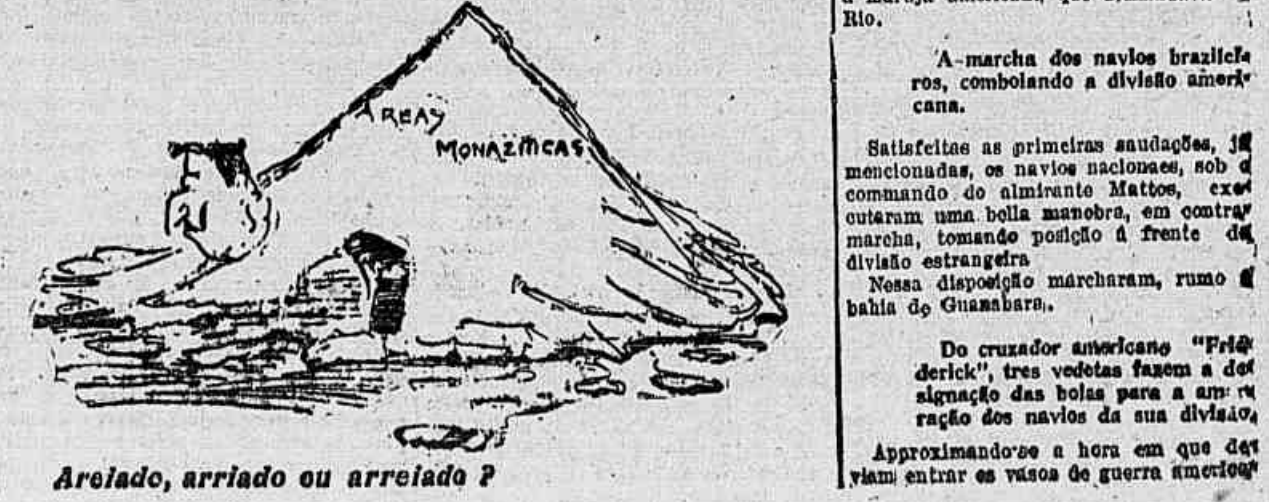 AREAS
MONAZITICAS
Areiado, arriado ou arreiado ?
Rio.
A marcha dos navios brazilei-
ros, comboiando a divisão ameri-
cana.
Satisfeitas as primeiras saudações, já
mencionadas, os navios nacionaes, sob o
commando do almirante Mattos, exe-
cutaram uma bella manobra, em contra-
marcha, tomando posição á frente da
divisão estrangeira
Nessa disposição marcharam, rumo á
bahia de Guanabara.
Do cruzador americano "Frie-
derick", tres vedetas fazem a de-
signação das boias para a amar-
ração dos navios da sua divisão.
Approximando-se a hora em que de-
viam entrar os vasos de guerra america-